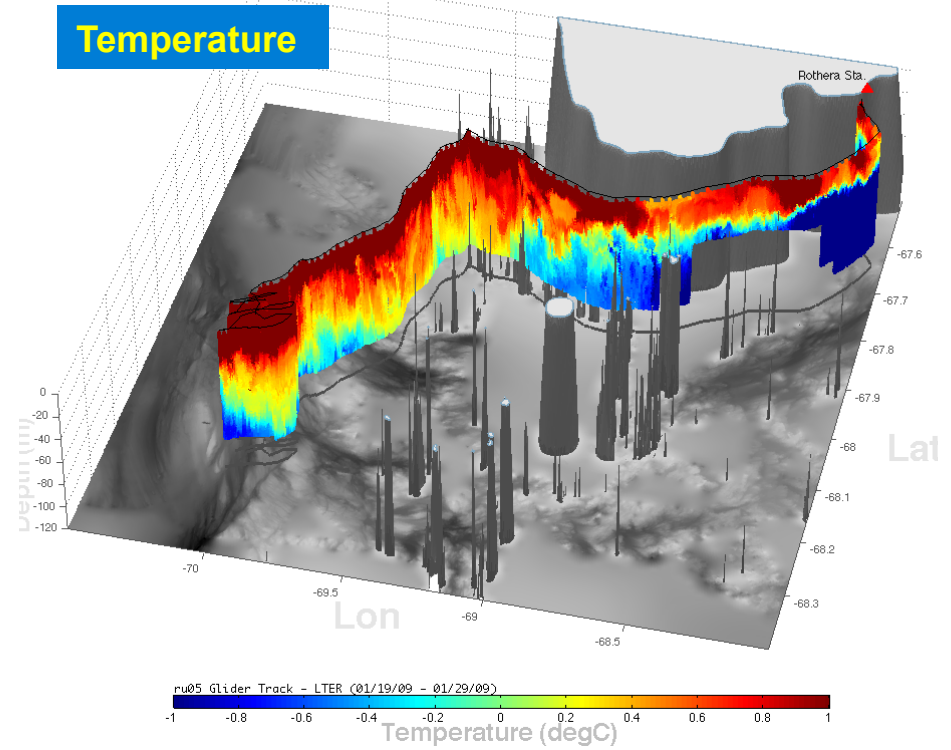 Temperature
Rothera Sta.
0
-20
-40
-60
-80
-100
-120
Depth (m)
-70
-69.5
-69
-68.5
Lon
-67.6
-67.7
-67.8
-67.9
-68
-68.1
-68.2
-68.3
Lat
ru05 Glider Track - LTER (01/19/09 - 01/29/09)
-1 -0.8 -0.6 -0.4 -0.2 0 0.2 0.4 0.6 0.8 1
Temperature (degC)